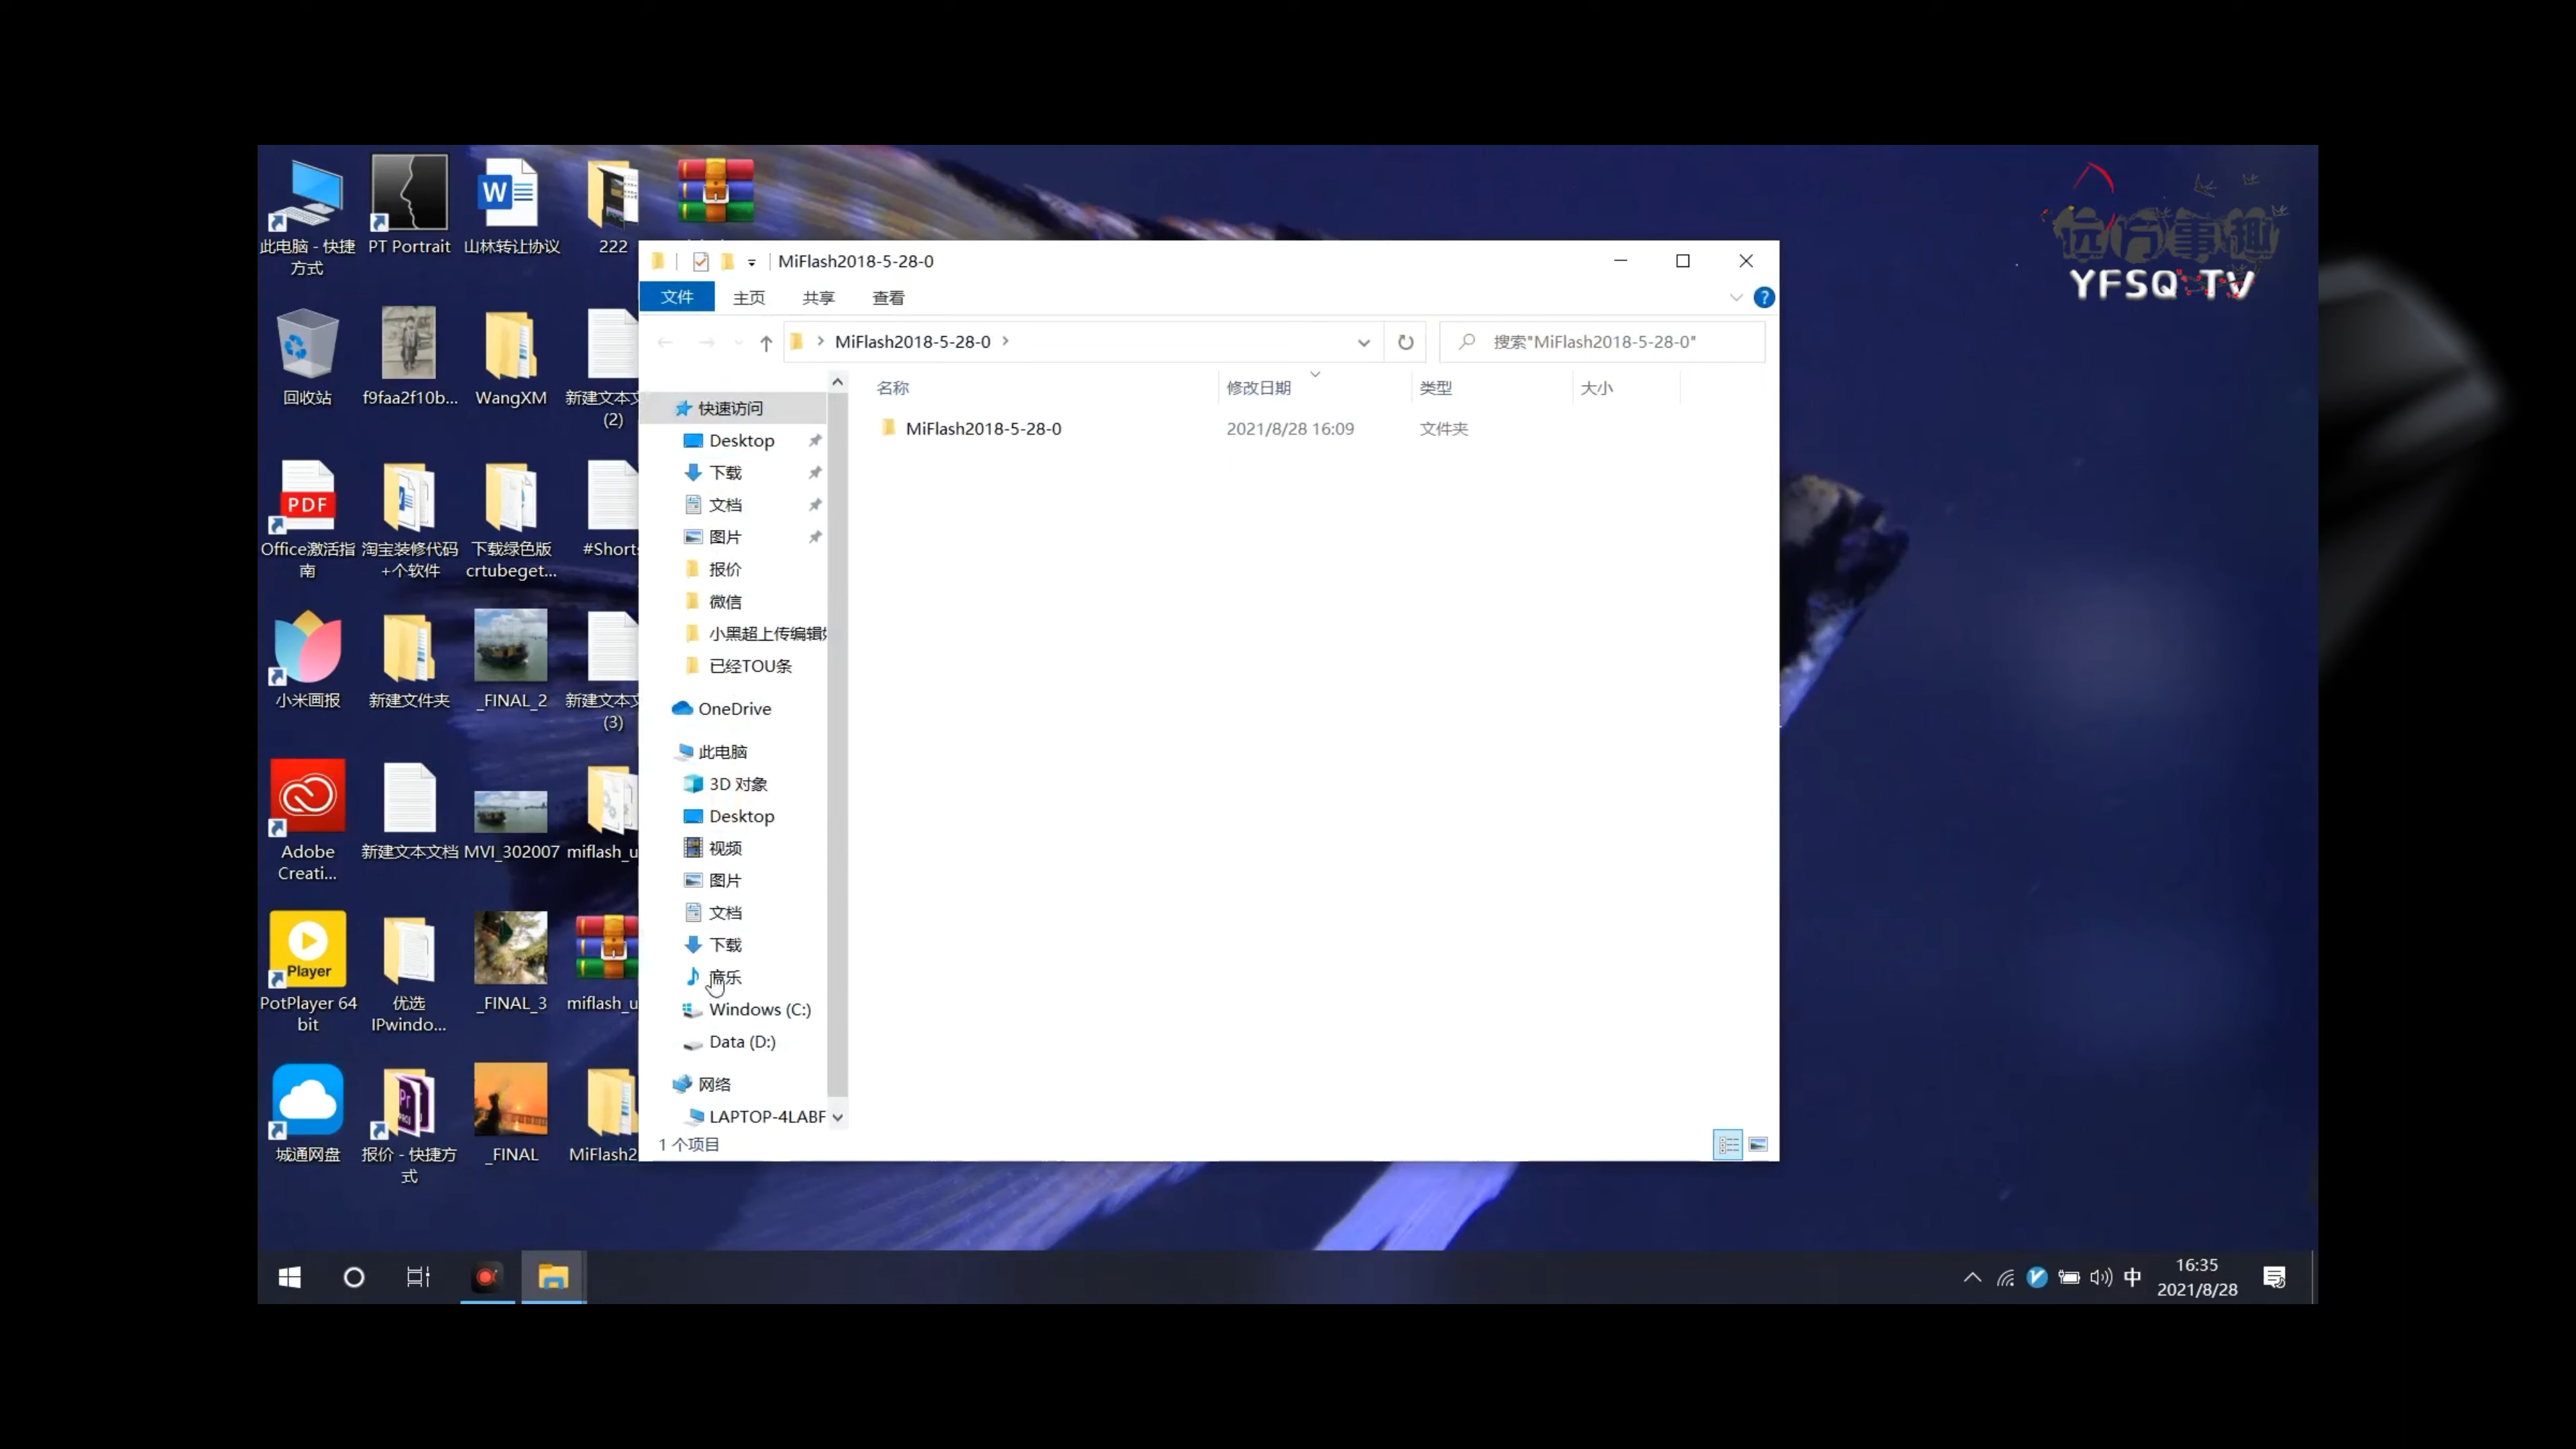 此电脑 - 快捷
方式
PT Portrait
山林转让协议
222
回收站
f9faa2f10b...
WangXM
新建文本文
(2)
PDF
Office激活指
南
淘宝装修代码
+个软件
下载绿色版
crtubeget...
#Shorts
小米画报
新建文件夹
_FINAL_2
新建文本文
(3)
Adobe
Creati...
新建文本文档
MVI_302007
miflash_u
Player
PotPlayer 64
bit
优选
IPwindo...
_FINAL_3
miflash_u
城通网盘
报价 - 快捷方
式
_FINAL
MiFlash2
MiFlash2018-5-28-0
文件 主页 共享 查看
MiFlash2018-5-28-0
搜索"MiFlash2018-5-28-0"
名称 修改日期 类型 大小
MiFlash2018-5-28-0 2021/8/28 16:09 文件夹
快速访问
Desktop
下载
文档
图片
报价
微信
小黑超上传编辑
已经TOU条
OneDrive
此电脑
3D 对象
Desktop
视频
图片
文档
下载
音乐
Windows (C:)
Data (D:)
网络
LAPTOP-4LABF
1 个项目
远方事趣
YFSQ TV
中
16:35
2021/8/28